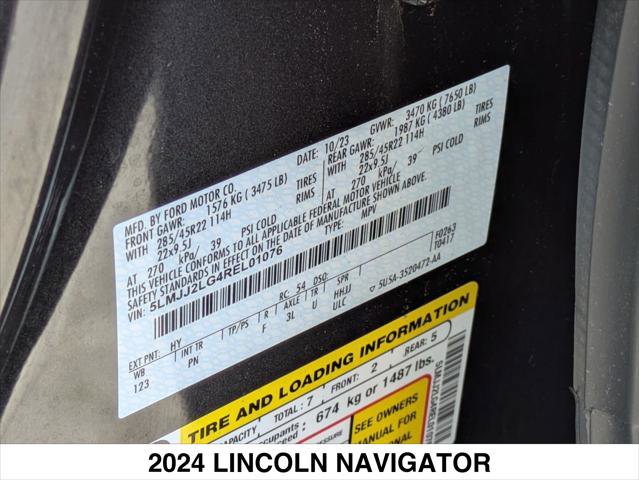 MFD. BY FORD MOTOR CO.
DATE: 10/23 GVWR: 3470 KG ( 7650 LB)
FRONT GAWR: 1576 KG ( 3475 LB) REAR GAWR: 1987 KG ( 4380 LB)
285/45R22 114H TIRES 285/45R22 114H TIRES
22x9.5J RIMS 22x9.5J RIMS
AT 270 kPa/ 39 PSI COLD AT 270 kPa/ 39 PSI COLD
THIS VEHICLE CONFORMS TO ALL APPLICABLE FEDERAL MOTOR VEHICLE
SAFETY STANDARDS IN EFFECT ON THE DATE OF MANUFACTURE SHOWN ABOVE.
VIN: 5LMJJ2LG4REL01076 TYPE: MPV
F0263
T0417
EXT PNT: HY RC: 54 DSO:
WB INT TR TP/PS R AXLE TR SPR
123 PN F 3L U HHJJ
ULC 5U5A-3520472-AA
TIRE AND LOADING INFORMATION
CAPACITY TOTAL: 7 FRONT: 2 REAR: 5
674 kg or 1487 lbs.
SEE OWNERS
MANUAL FOR
ADDITIONAL
2024 LINCOLN NAVIGATOR